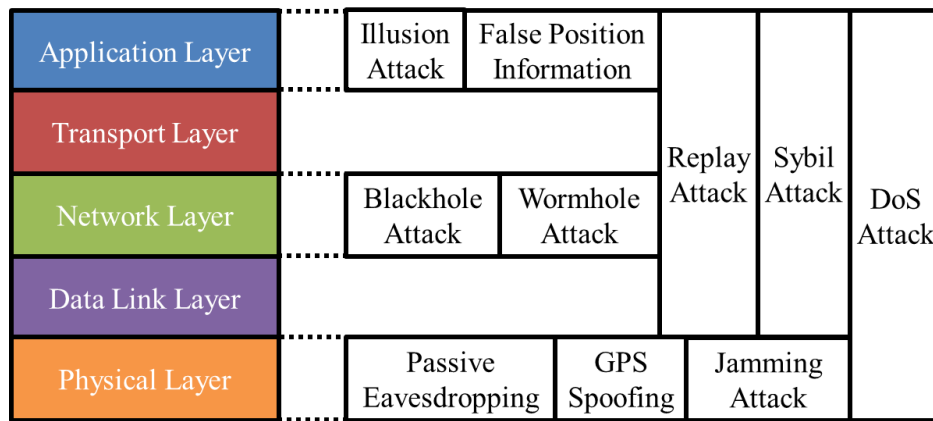 Application Layer
Illusion
Attack
False Position
Information
Transport Layer
Replay
Attack
Sybil
Attack
DoS
Attack
Network Layer
Blackhole
Attack
Wormhole
Attack
Data Link Layer
Physical Layer
Passive
Eavesdropping
GPS
Spoofing
Jamming
Attack